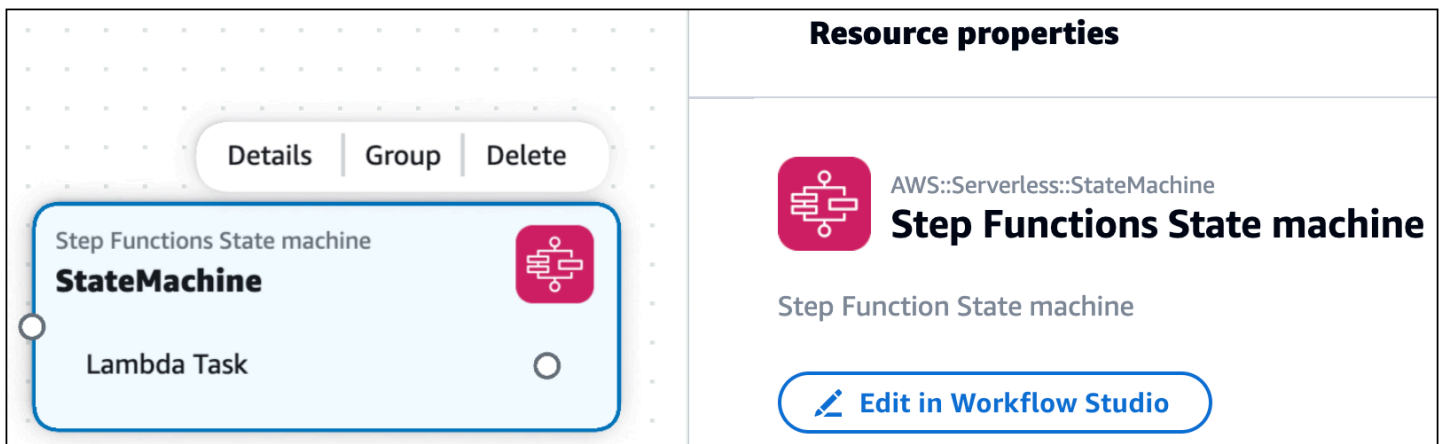 Details
Group
Delete
Step Functions State machine
StateMachine
Lambda Task
Resource properties
AWS::Serverless::StateMachine
Step Functions State machine
Step Function State machine
Edit in Workflow Studio